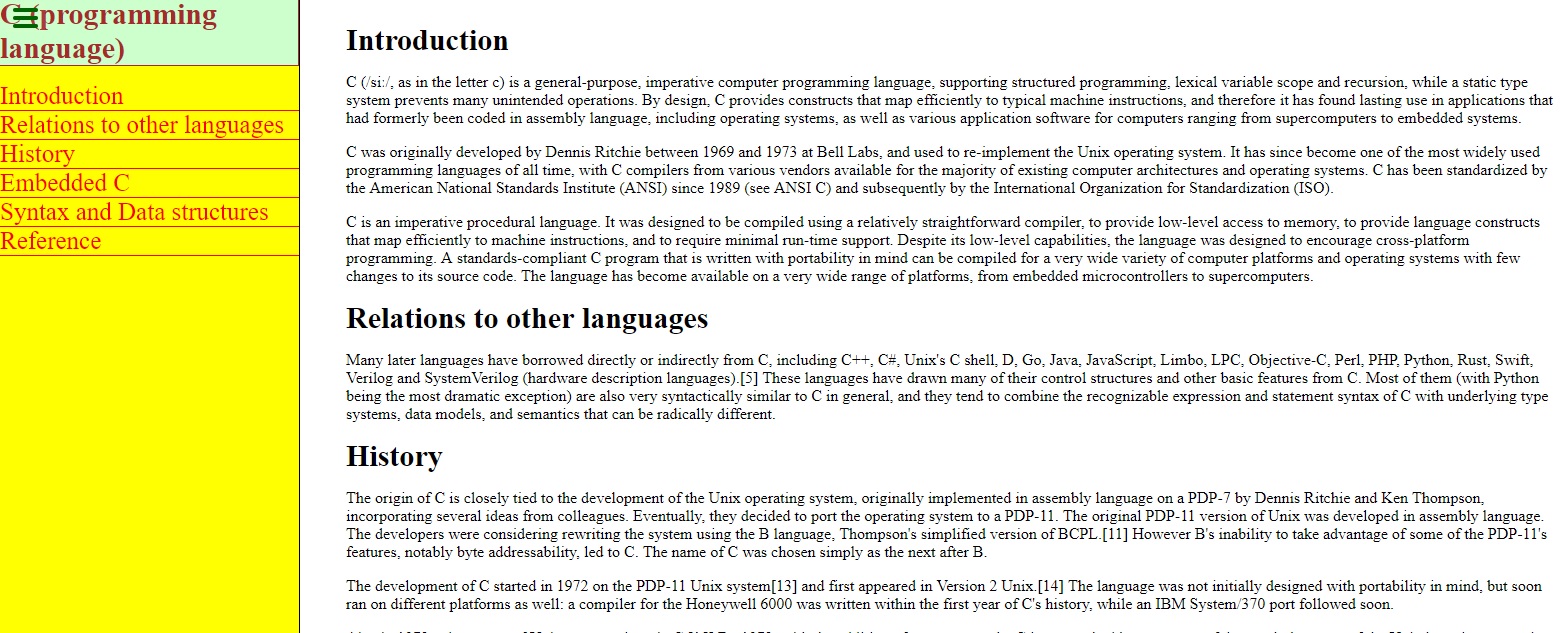 C (programming
language)
Introduction
Relations to other languages
History
Embedded C
Syntax and Data structures
Reference
Introduction
C (/siː/, as in the letter c) is a general-purpose, imperative computer programming language, supporting structured programming, lexical variable scope and recursion, while a static type
system prevents many unintended operations. By design, C provides constructs that map efficiently to typical machine instructions, and therefore it has found lasting use in applications that
had formerly been coded in assembly language, including operating systems, as well as various application software for computers ranging from supercomputers to embedded systems.
C was originally developed by Dennis Ritchie between 1969 and 1973 at Bell Labs, and used to re-implement the Unix operating system. It has since become one of the most widely used
programming languages of all time, with C compilers from various vendors available for the majority of existing computer architectures and operating systems. C has been standardized by
the American National Standards Institute (ANSI) since 1989 (see ANSI C) and subsequently by the International Organization for Standardization (ISO).
C is an imperative procedural language. It was designed to be compiled using a relatively straightforward compiler, to provide low-level access to memory, to provide language constructs
that map efficiently to machine instructions, and to require minimal run-time support. Despite its low-level capabilities, the language was designed to encourage cross-platform
programming. A standards-compliant C program that is written with portability in mind can be compiled for a very wide variety of computer platforms and operating systems with few
changes to its source code. The language has become available on a very wide range of platforms, from embedded microcontrollers to supercomputers.
Relations to other languages
Many later languages have borrowed directly or indirectly from C, including C++, C#, Unix's C shell, D, Go, Java, JavaScript, Limbo, LPC, Objective-C, Perl, PHP, Python, Rust, Swift,
Verilog and SystemVerilog (hardware description languages).[5] These languages have drawn many of their control structures and other basic features from C. Most of them (with Python
being the most dramatic exception) are also very syntactically similar to C in general, and they tend to combine the recognizable expression and statement syntax of C with underlying type
systems, data models, and semantics that can be radically different.
History
The origin of C is closely tied to the development of the Unix operating system, originally implemented in assembly language on a PDP-7 by Dennis Ritchie and Ken Thompson,
incorporating several ideas from colleagues. Eventually, they decided to port the operating system to a PDP-11. The original PDP-11 version of Unix was developed in assembly language.
The developers were considering rewriting the system using the B language, Thompson's simplified version of BCPL.[11] However B's inability to take advantage of some of the PDP-11's
features, notably byte addressability, led to C. The name of C was chosen simply as the next after B.
The development of C started in 1972 on the PDP-11 Unix system[13] and first appeared in Version 2 Unix.[14] The language was not initially designed with portability in mind, but soon
ran on different platforms as well: a compiler for the Honeywell 6000 was written within the first year of C's history, while an IBM System/370 port followed soon.